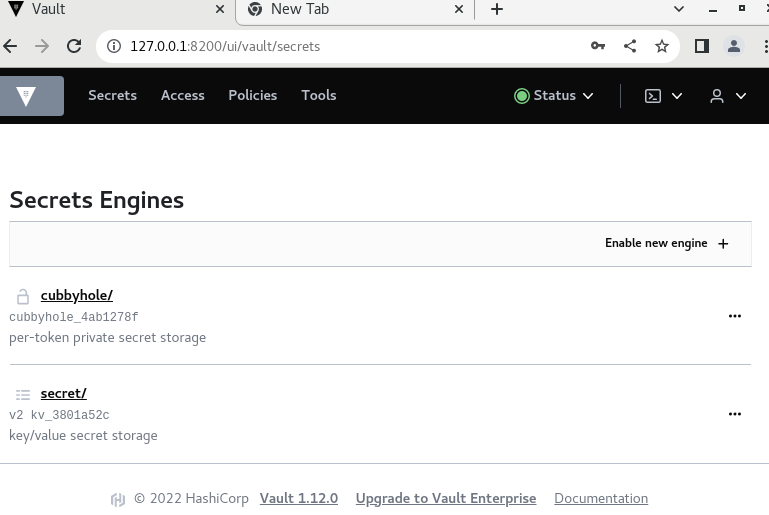 Vault
New Tab
127.0.0.1:8200/ui/vault/secrets
Secrets Access Policies Tools Status
Secrets Engines
Enable new engine +
cubbyhole/
cubbyhole_4ab1278f
per-token private secret storage
secret/
v2 kv_3801a52c
key/value secret storage
© 2022 HashiCorp Vault 1.12.0 Upgrade to Vault Enterprise Documentation